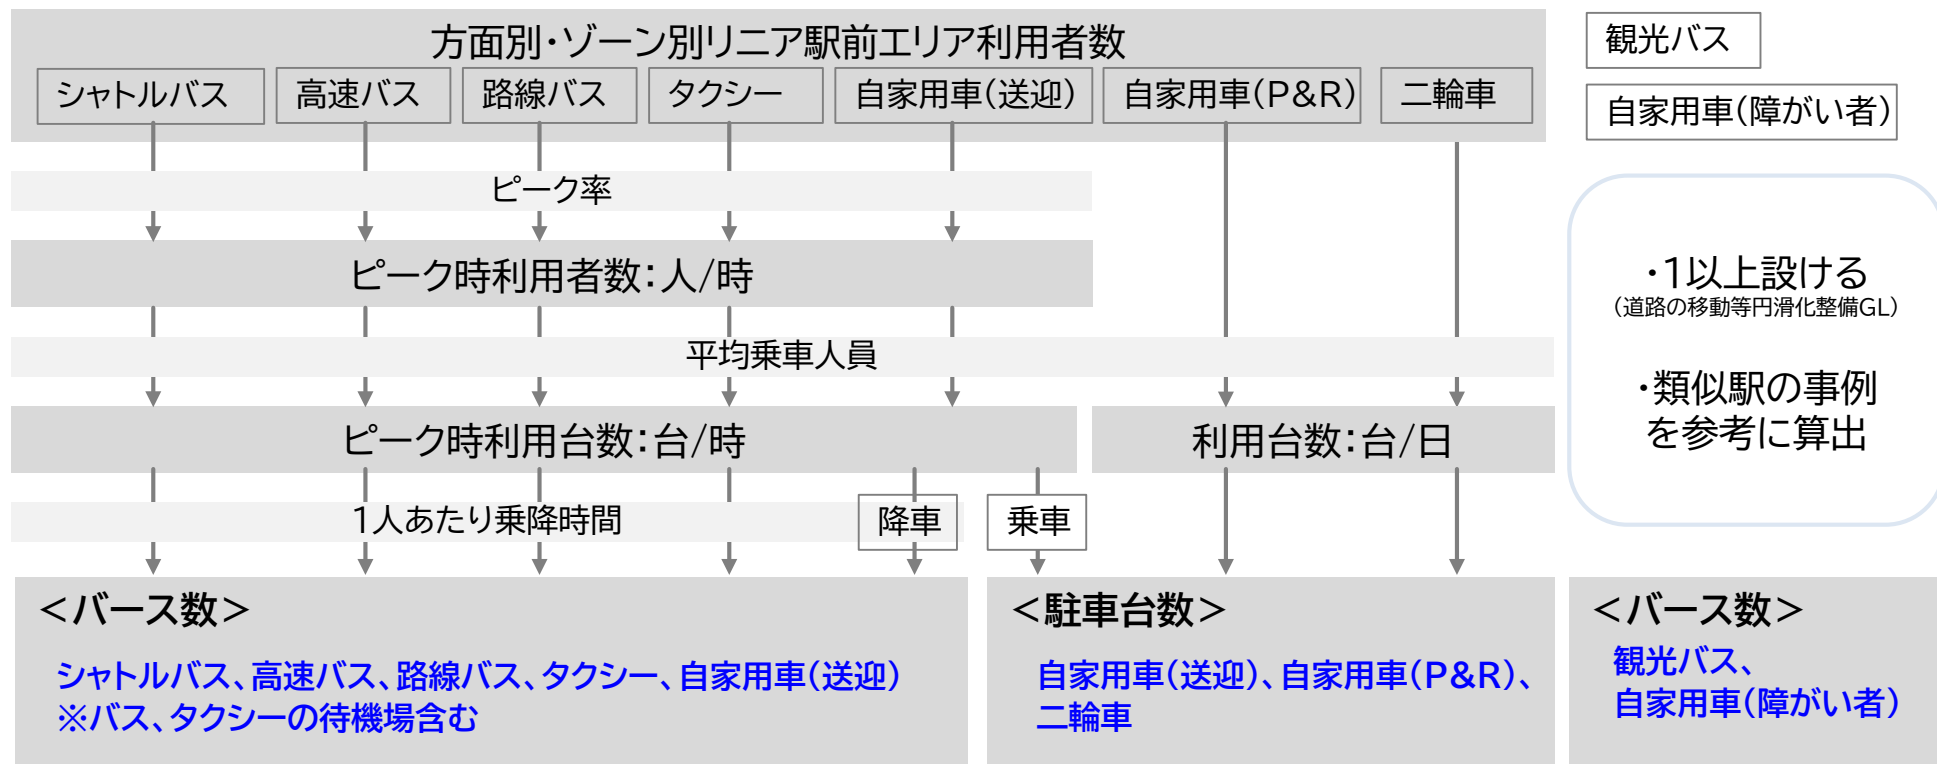 方面別・ゾーン別リニア駅前エリア利用者数
シャトルバス
高速バス
路線バス
タクシー
自家用車(送迎)
自家用車(P&R)
二輪車
観光バス
自家用車(障がい者)
ピーク率
ピーク時利用者数:人/時
平均乗車人員
ピーク時利用台数:台/時
利用台数:台/日
1人あたり乗降時間
降車
乗車
・1以上設ける
(道路の移動等円滑化整備GL)
・類似駅の事例
を参考に算出
<バース数>
シャトルバス、高速バス、路線バス、タクシー、自家用車(送迎)
※バス、タクシーの待機場含む
<駐車台数>
自家用車(送迎)、自家用車(P&R)、
二輪車
<バース数>
観光バス、
自家用車(障がい者)